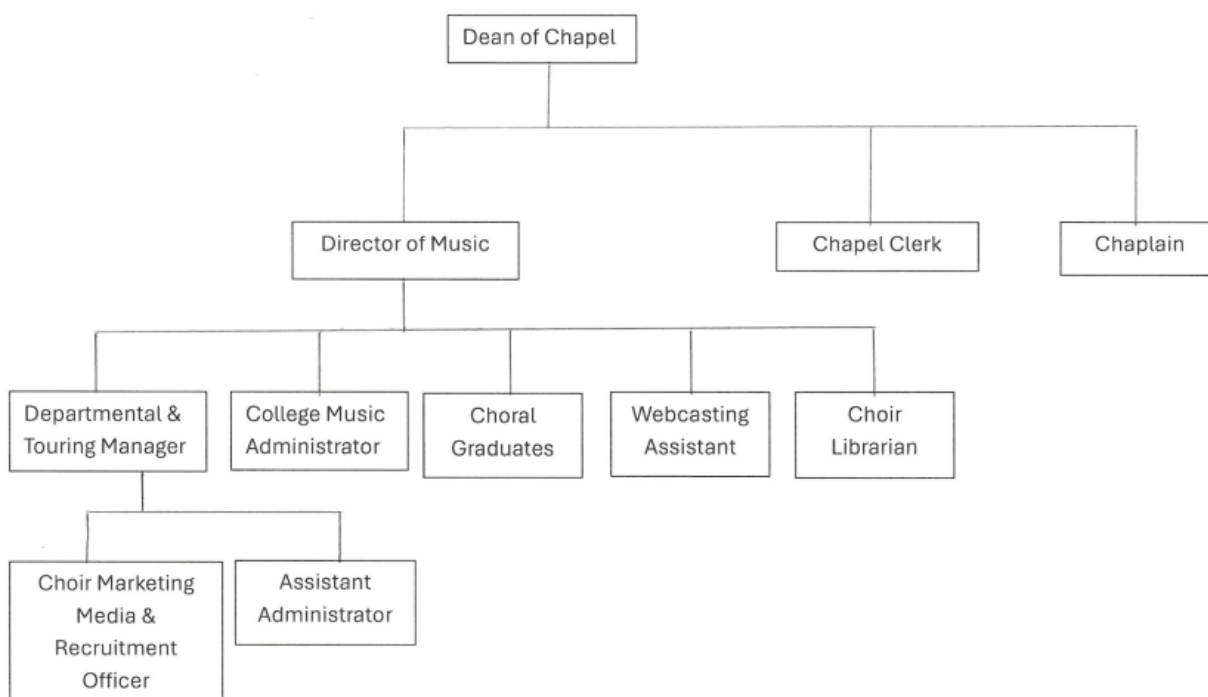 Dean of Chapel
Director of Music
Chapel Clerk
Chaplain
Departmental &
Touring Manager
College Music
Administrator
Choral
Graduates
Webcasting
Assistant
Choir
Librarian
Choir Marketing
Media &
Recruitment
Officer
Assistant
Administrator